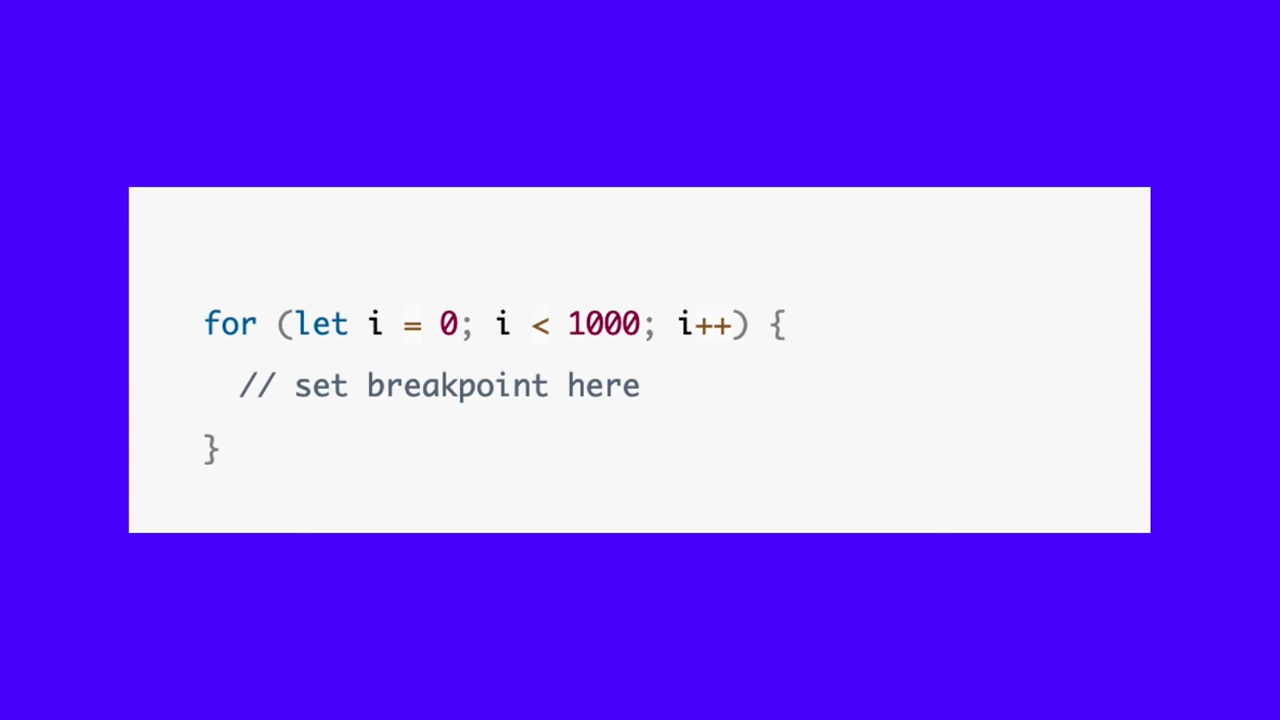 for (let i = 0; i < 1000; i++) {
// set breakpoint here
}